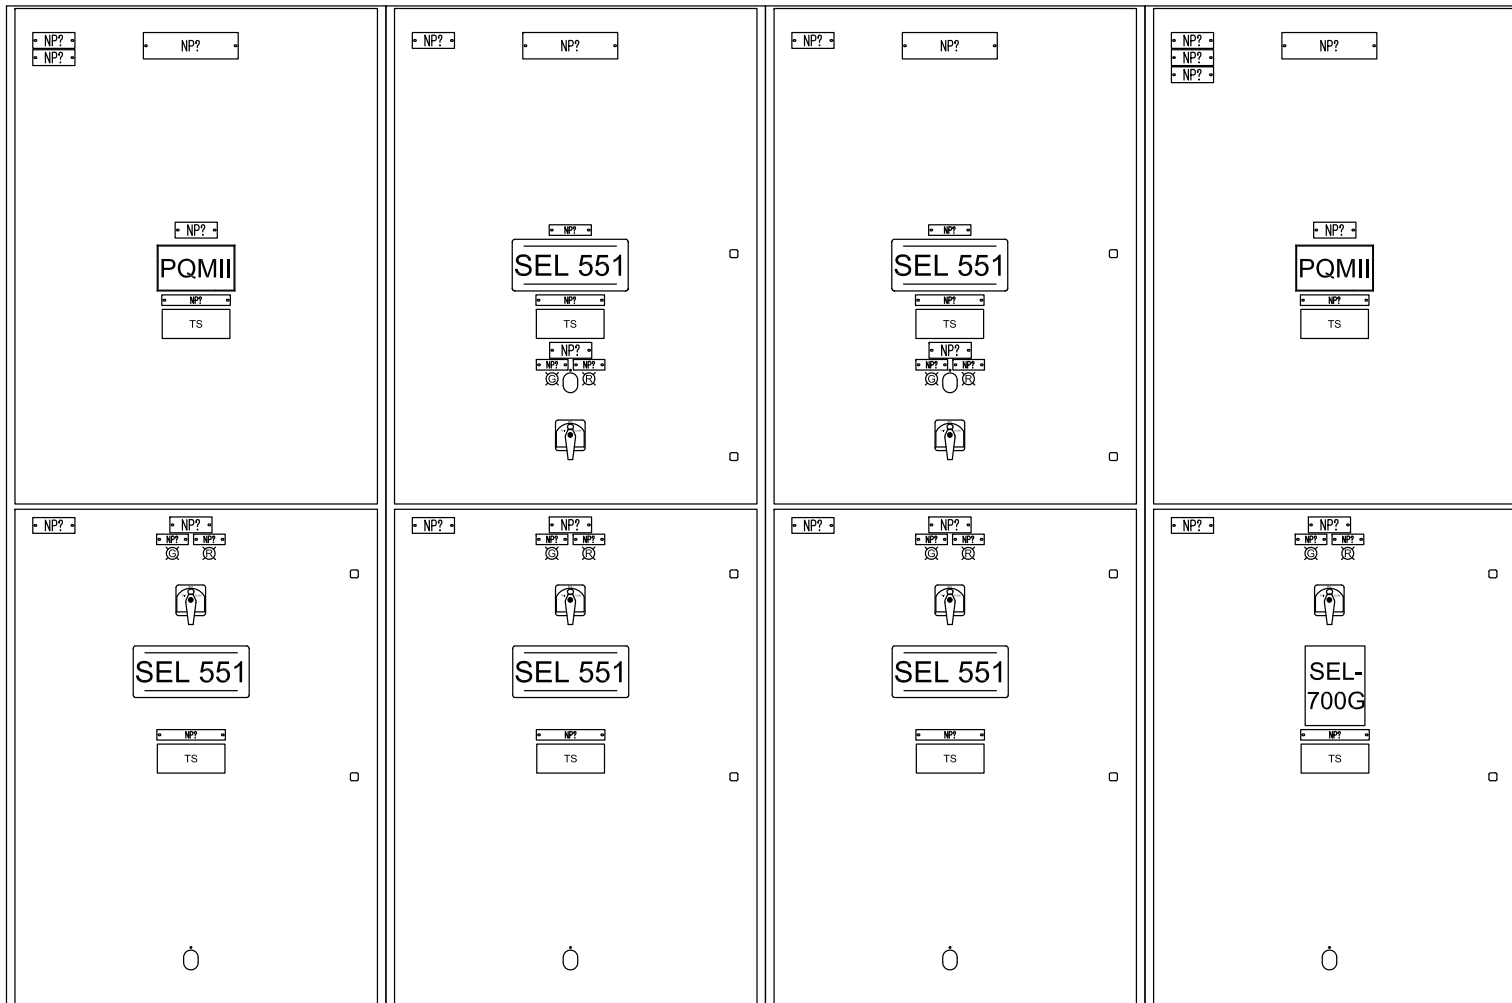 NP? NP? NP? NP? NP? NP? NP? NP?
NP? NP?
NP?
NP? NP? NP? NP?
PQMII SEL 551 SEL 551 PQMII
NP? NP? NP? NP?
TS TS TS TS
NP? NP?
NP? NP? NP? NP?
G R G R
NP? NP? NP? NP? NP? NP? NP? NP?
NP? NP? NP? NP? NP? NP? NP? NP?
G R G R G R G R
SEL 551 SEL 551 SEL 551 SEL-
700G
NP? NP? NP? NP?
TS TS TS TS